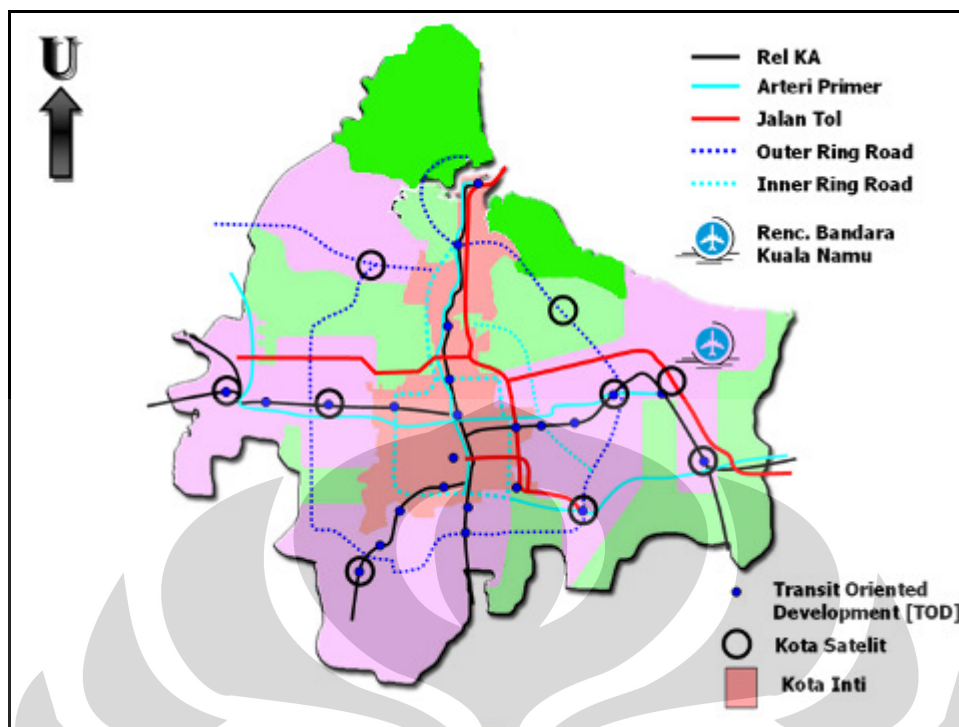 U
Rel KA
Arteri Primer
Jalan Tol
Outer Ring Road
Inner Ring Road
Renc. Bandara
Kuala Namu
Transit Oriented
Development [TOD]
Kota Satelit
Kota Inti